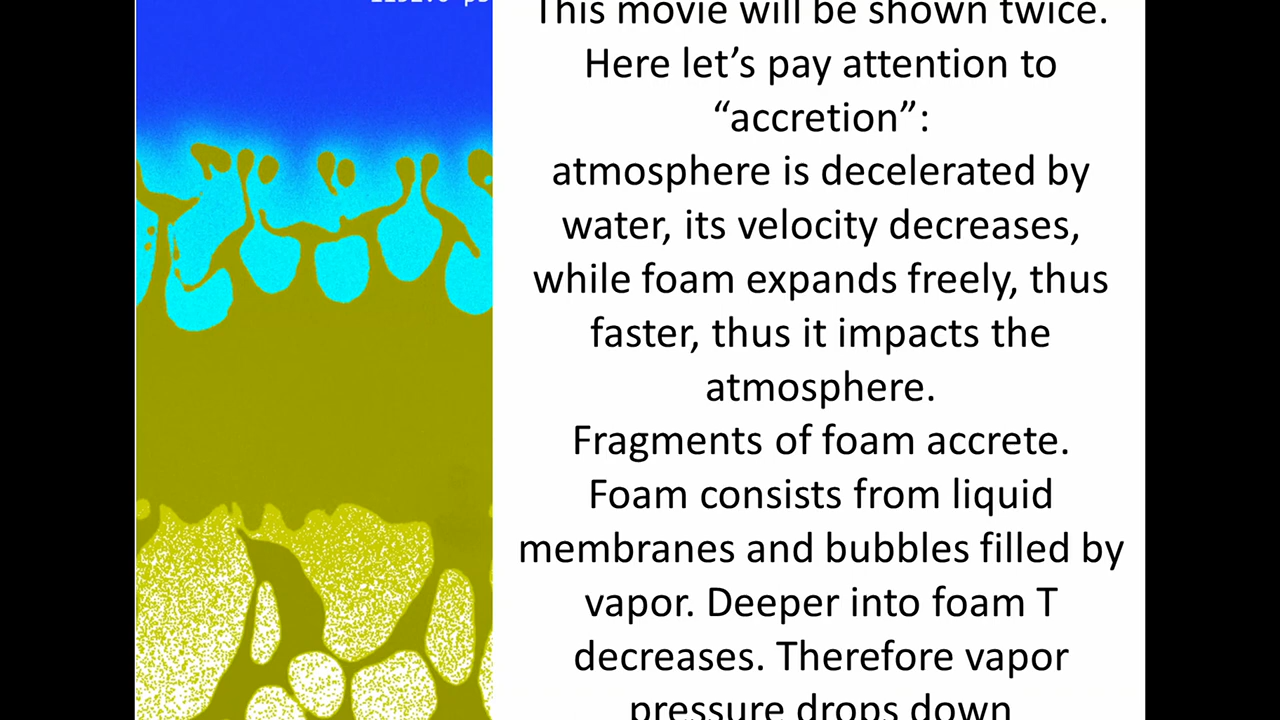 This movie will be shown twice.
Here let’s pay attention to
“accretion”:
atmosphere is decelerated by
water, its velocity decreases,
while foam expands freely, thus
faster, thus it impacts the
atmosphere.
Fragments of foam accrete.
Foam consists from liquid
membranes and bubbles filled by
vapor. Deeper into foam T
decreases. Therefore vapor
pressure drops down